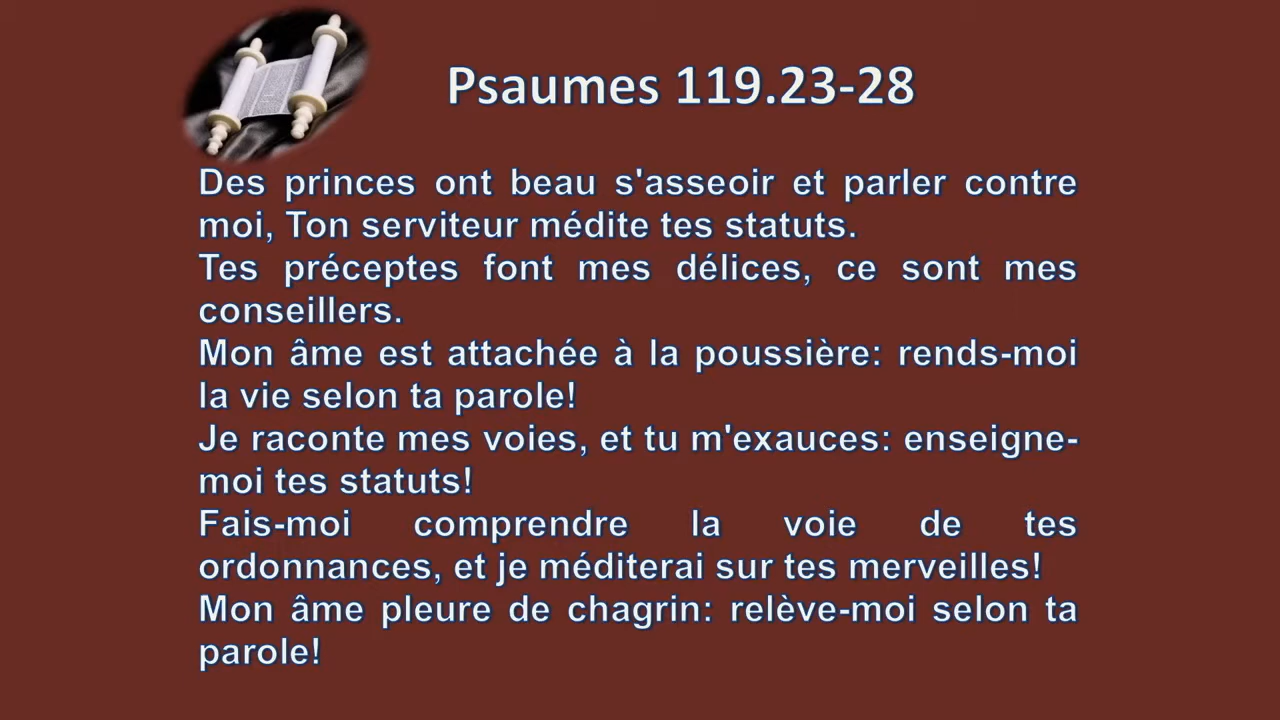 Psaumes 119.23-28
Des princes ont beau s'asseoir et parler contre
moi, Ton serviteur médite tes statuts.
Tes préceptes font mes délices, ce sont mes
conseillers.
Mon âme est attachée à la poussière: rends-moi
la vie selon ta parole!
Je raconte mes voies, et tu m'exauces: enseigne-
moi tes statuts!
Fais-moi comprendre la voie de tes
ordonnances, et je méditerai sur tes merveilles!
Mon âme pleure de chagrin: relève-moi selon ta
parole!